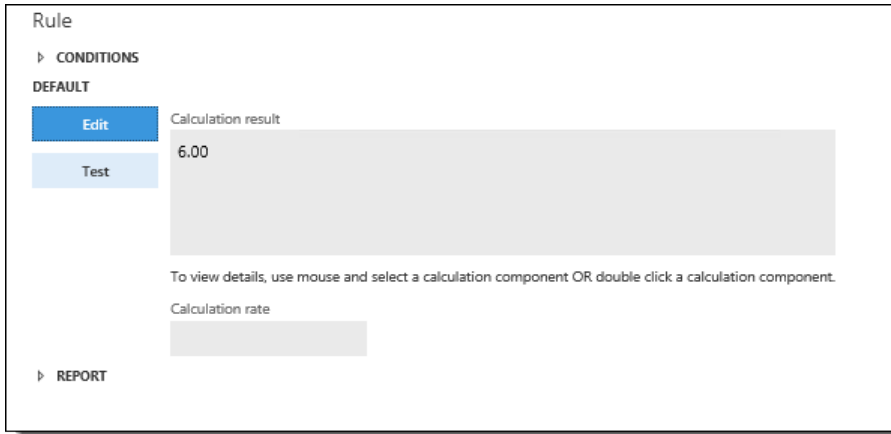 Rule
CONDITIONS
DEFAULT
Edit
Calculation result
6.00
Test
To view details, use mouse and select a calculation component OR double click a calculation component.
Calculation rate
REPORT